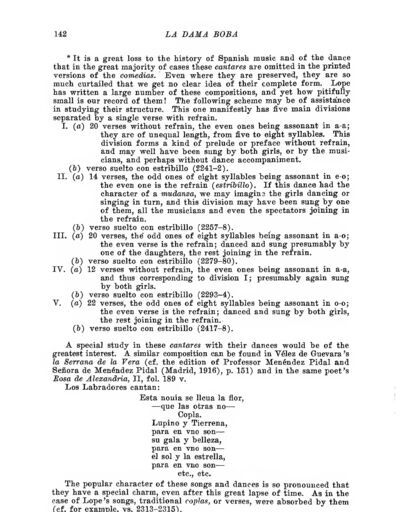 142 LA DAMA BOBA
* It is a great loss to the history of Spanish music and of the dance
that in the great majority of cases these cantares are omitted in the printed
versions of the comedias. Even where they are preserved, they are so
much curtailed that we get no clear idea of their complete form. Lope
has written a large number of these compositions, and yet how pitifully
small is our record of them! The following scheme may be of assistance
in studying their structure. This one manifestly has five main divisions
separated by a single verse with refrain.
I. (a) 20 verses without refrain, the even ones being assonant in a-a;
they are of unequal length, from five to eight syllables. This
division forms a kind of prelude or preface without refrain,
and may well have been sung by both girls, or by the musi-
cians, and perhaps without dance accompaniment.
(b) verso suelto con estribillo (2241-2).
II. (a) 14 verses, the odd ones of eight syllables being assonant in e-o;
the even one is the refrain (estribillo). If this dance had the
character of a mudanza, we may imagine the girls dancing or
singing in turn, and this division may have been sung by one
of them, all the musicians and even the spectators joining in
the refrain.
(b) verso suelto con estribillo (2257-8).
III. (a) 20 verses, the odd ones of eight syllables being assonant in a-o;
the even verse is the refrain; danced and sung presumably by
one of the daughters, the rest joining in the refrain.
(b) verso suelto con estribillo (2279-80).
IV. (a) 12 verses without refrain, the even ones being assonant in a-a,
and thus corresponding to division I; presumably again sung
by both girls.
(b) verso suelto con estribillo (2293-4).
V. (a) 22 verses, the odd ones of eight syllables being assonant in o-o;
the even verse is the refrain; danced and sung by both girls,
the rest joining in the refrain.
(b) verso suelto con estribillo (2417-8).
A special study in these cantares with their dances would be of the
greatest interest. A similar composition can be found in Vélez de Guevara's
la Serrana de la Vera (cf. the edition of Professor Menéndez Pidal and
Señora de Menéndez Pidal (Madrid, 1916), p. 151) and in the same poet's
Rosa de Alexandria, II, fol. 189 v.
Los Labradores cantan:
Esta nouia se lleua la flor,
—que las otras no—
Copla.
Lupino y Tierrena,
para en vno son—
su gala y belleza,
para en vno son—
el sol y la estrella,
para en vno son—
etc., etc.
The popular character of these songs and dances is so pronounced that
they have a special charm, even after this great lapse of time. As in the
case of Lope's songs, traditional coplas, or verses, were absorbed by them
(cf. for example, vs. 2313-2315).